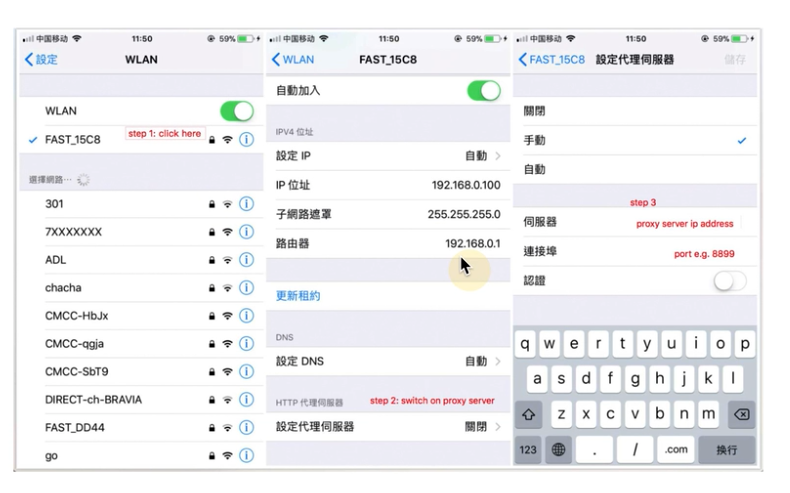 中国移动 11:50 59%
設定 WLAN
WLAN
FAST_15C8 step 1: click here
選擇網路…
301
7XXXXXXX
ADL
chacha
CMCC-HbJx
CMCC-qgja
CMCC-SbT9
DIRECT-ch-BRAVIA
FAST_DD44
go
中国移动 11:50 59%
WLAN FAST_15C8
自動加入
IPV4 位址
設定 IP 自動
IP 位址 192.168.0.100
子網路遮罩 255.255.255.0
路由器 192.168.0.1
更新租約
DNS
設定 DNS 自動
HTTP 代理伺服器 step 2: switch on proxy server
設定代理伺服器 關閉
中国移动 11:50 59%
FAST_15C8 設定代理伺服器 儲存
關閉
手動
自動
step 3
伺服器 proxy server ip address
連接埠 port e.g. 8899
認證
q w e r t y u i o p
a s d f g h j k l
z x c v b n m
123 . / .com 換行